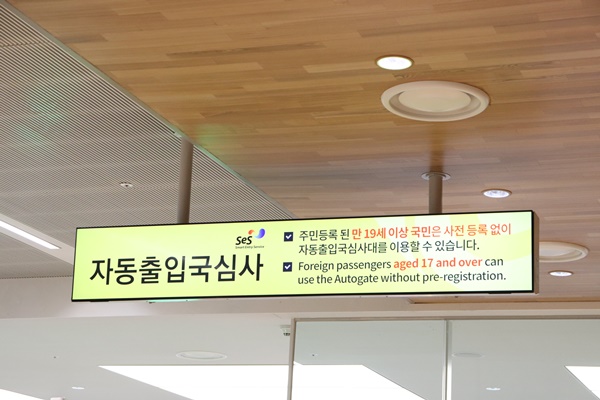 SeS
Smart Entry Service
자동출입국심사
주민등록 된 만 19세 이상 국민은 사전 등록 없이
자동출입국심사대를 이용할 수 있습니다.
Foreign passengers aged 17 and over can
use the Autogate without pre-registration.